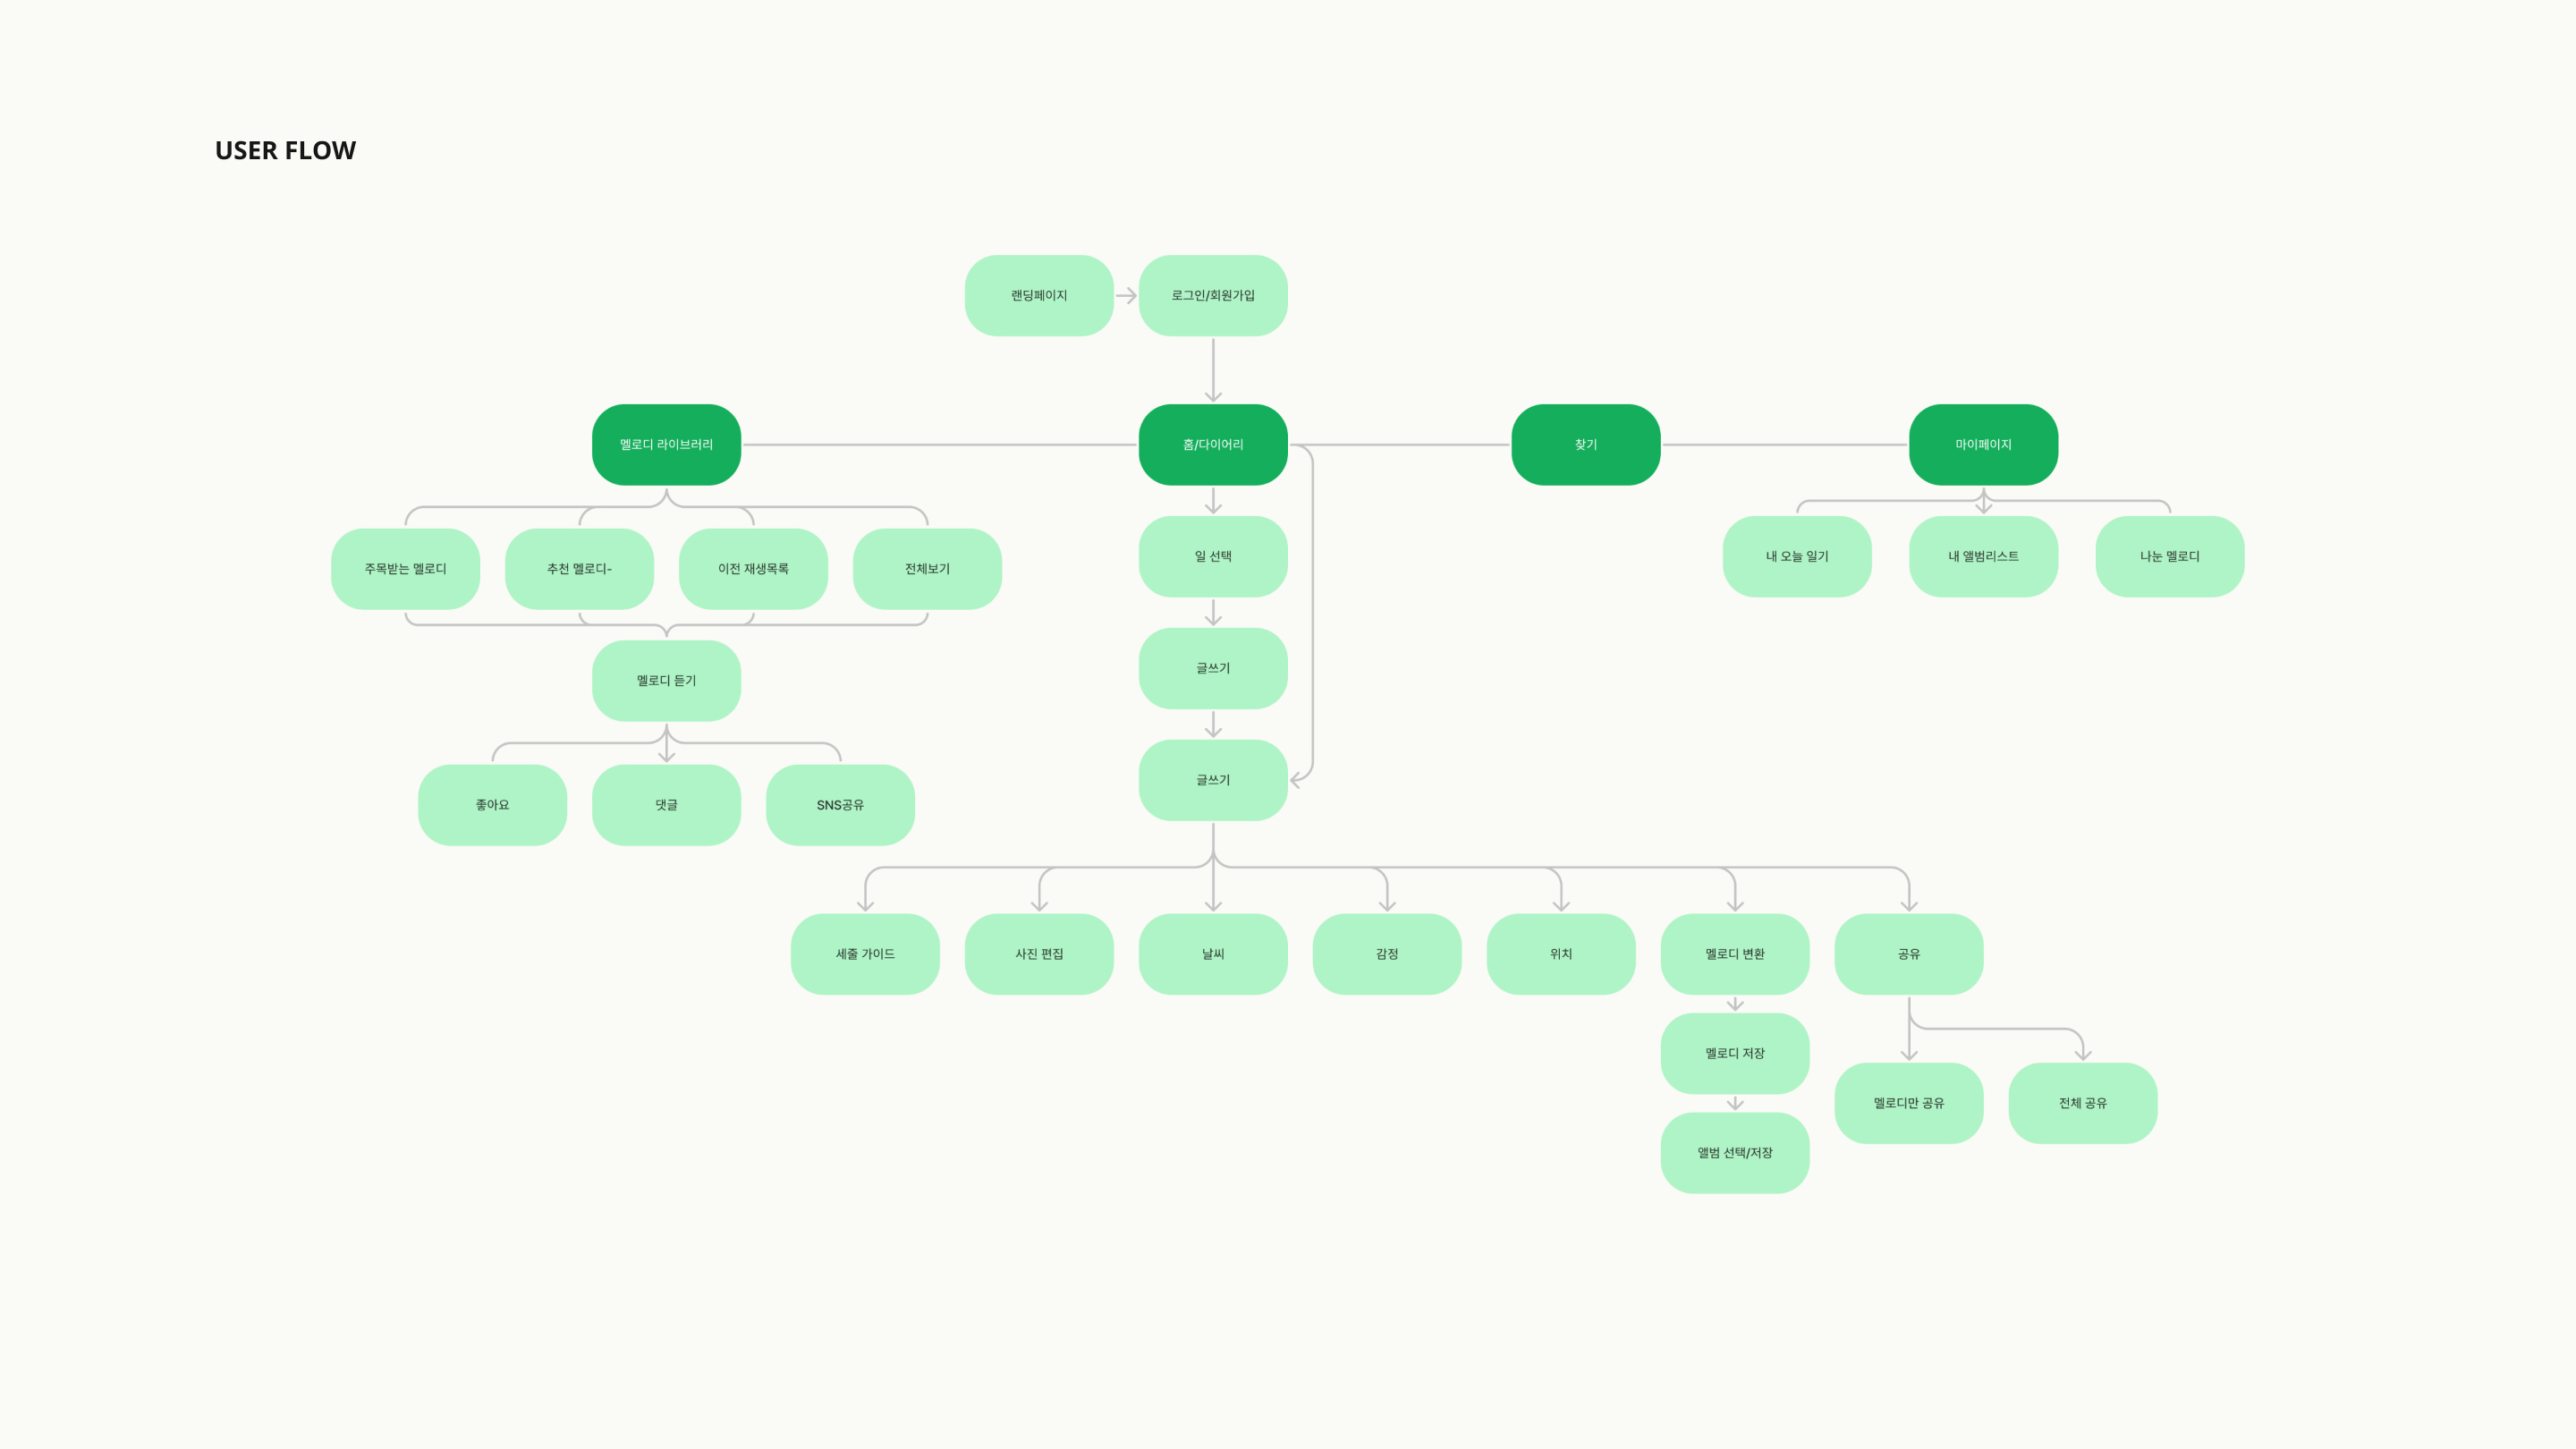 USER FLOW
랜딩페이지
로그인/회원가입
멜로디 라이브러리
홈/다이어리
찾기
마이페이지
주목받는 멜로디
추천 멜로디-
이전 재생목록
전체보기
일 선택
내 오늘 일기
내 앨범리스트
나눈 멜로디
멜로디 듣기
글쓰기
좋아요
댓글
SNS공유
글쓰기
세줄 가이드
사진 편집
날씨
감정
위치
멜로디 변환
공유
멜로디 저장
멜로디만 공유
전체 공유
앨범 선택/저장